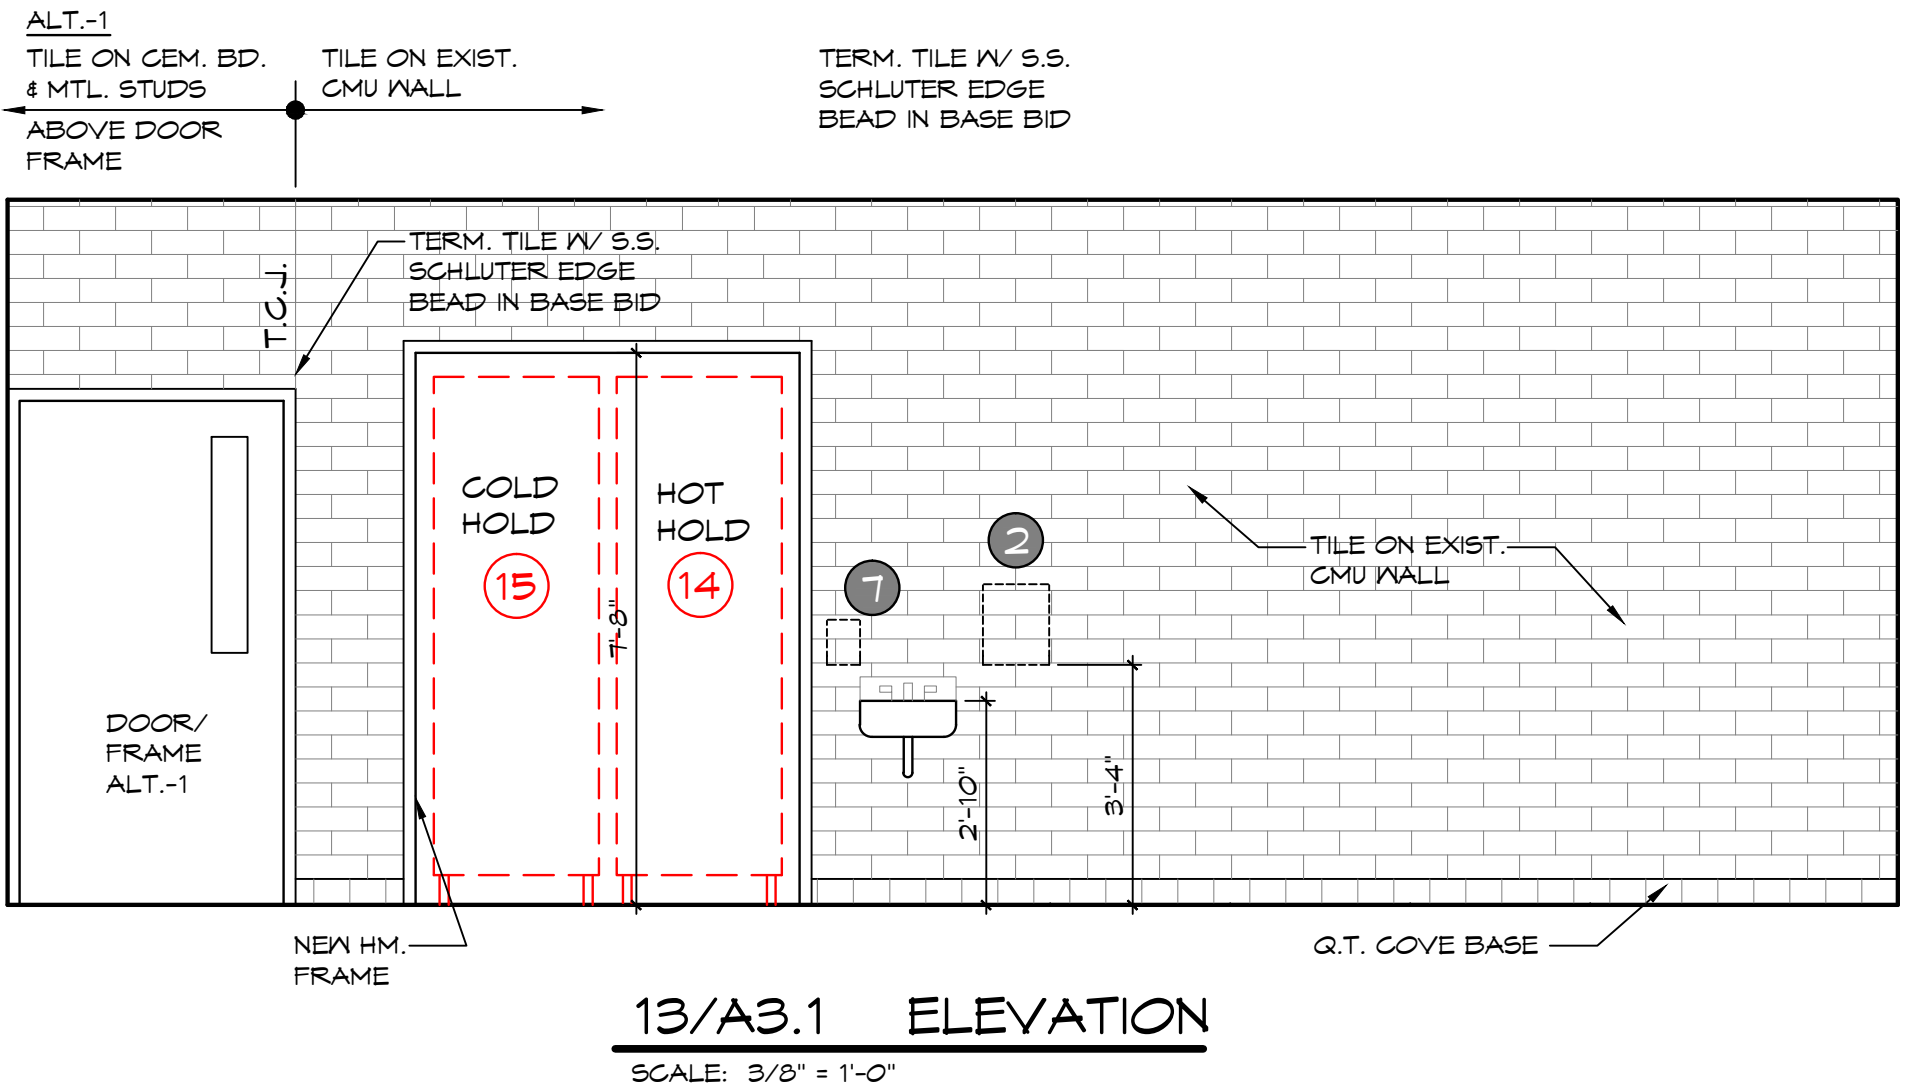 ALT.-1
TILE ON CEM. BD.
& MTL. STUDS
ABOVE DOOR
FRAME
TILE ON EXIST.
CMU WALL
TERM. TILE W/ S.S.
SCHLUTER EDGE
BEAD IN BASE BID
T.C.J.
TERM. TILE W/ S.S.
SCHLUTER EDGE
BEAD IN BASE BID
COLD
HOLD
15
HOT
HOLD
14
7'-8"
7
2
TILE ON EXIST.
CMU WALL
DOOR/
FRAME
ALT.-1
2'-10"
3'-4"
NEW HM.
FRAME
Q.T. COVE BASE
13/A3.1 ELEVATION
SCALE: 3/8" = 1'-0"